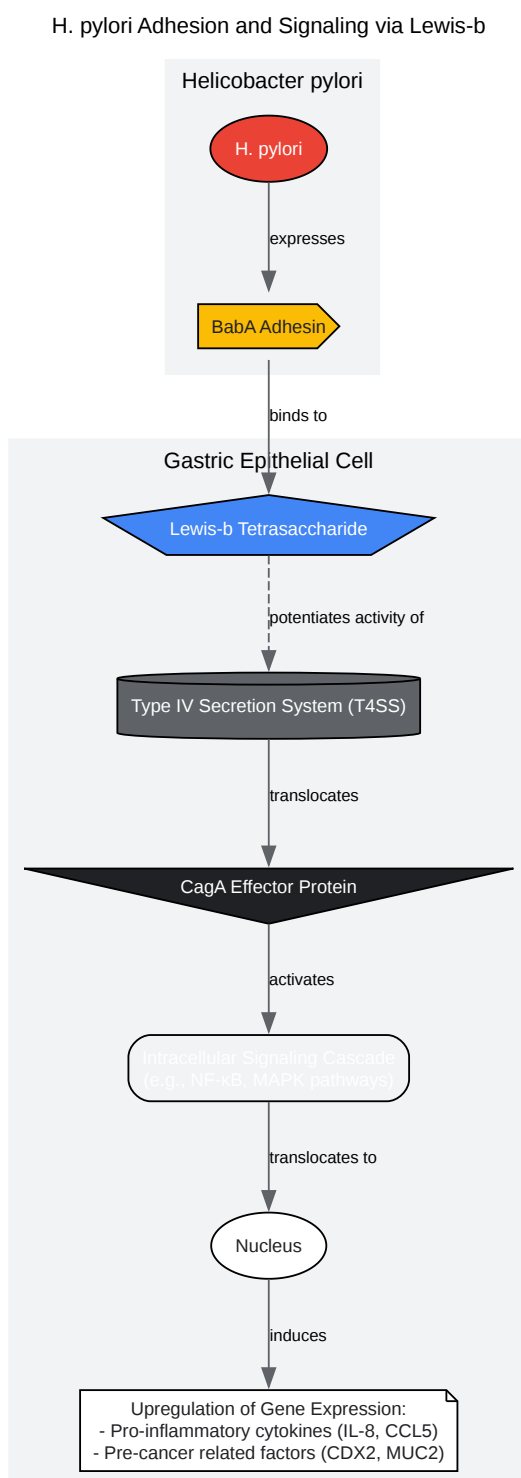 H. pylori Adhesion and Signaling via Lewis-b
Helicobacter pylori
H. pylori
expresses
BabA Adhesin
binds to
Gastric Epithelial Cell
Lewis-b Tetrasaccharide
potentiates activity of
Type IV Secretion System (T4SS)
translocates
CagA Effector Protein
activates
Intracellular Signaling Cascade
(e.g., NF-κB, MAPK pathways)
translocates to
Nucleus
induces
Upregulation of Gene Expression:
- Pro-inflammatory cytokines (IL-8, CCL5)
- Pre-cancer related factors (CDX2, MUC2)